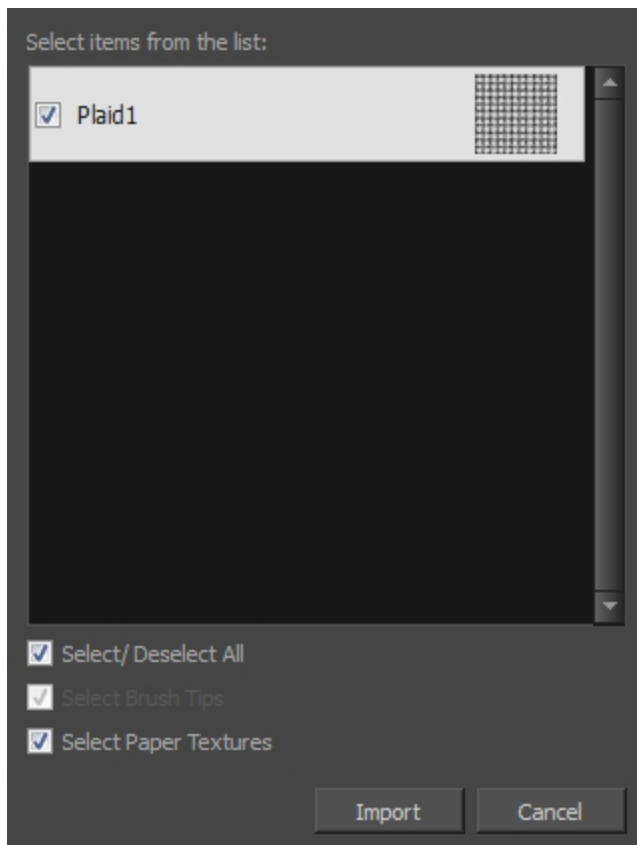 Select items from the list:
Plaid1
Select/ Deselect All
Select Brush Tips
Select Paper Textures
Import Cancel